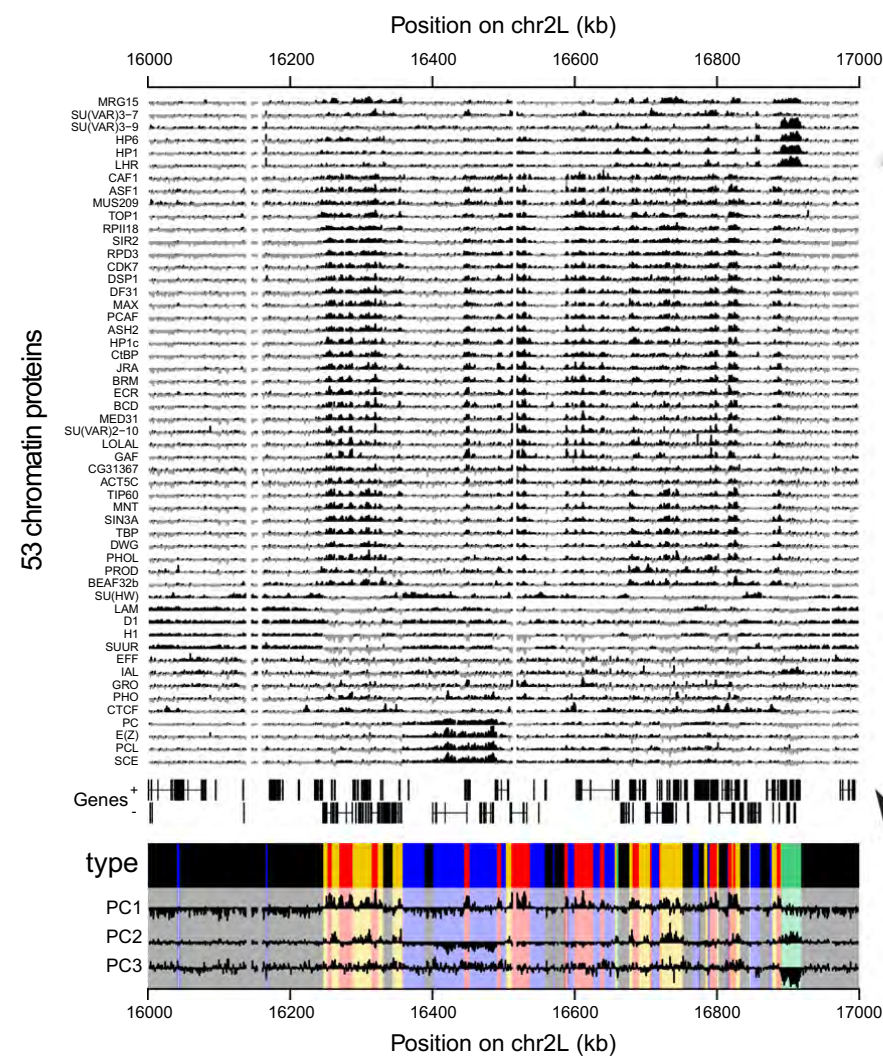 Position on chr2L (kb)
16000 16200 16400 16600 16800 17000
53 chromatin proteins
MRG15
SU(VAR)3−7
SU(VAR)3−9
HP6
HP1
LHR
CAF1
ASF1
MUS209
TOP1
RPII18
SIR2
RPD3
CDK7
DSP1
DF31
MAX
PCAF
ASH2
HP1c
CtBP
JRA
BRM
ECR
BCD
MED31
SU(VAR)2−10
LOLAL
GAF
CG31367
ACT5C
TIP60
MNT
SIN3A
TBP
DWG
PHOL
PROD
BEAF32b
SU(HW)
LAM
D1
H1
SUUR
EFF
IAL
GRO
PHO
CTCF
PC
E(Z)
PCL
SCE
Genes + -
type
PC1
PC2
PC3
16000 16200 16400 16600 16800 17000
Position on chr2L (kb)